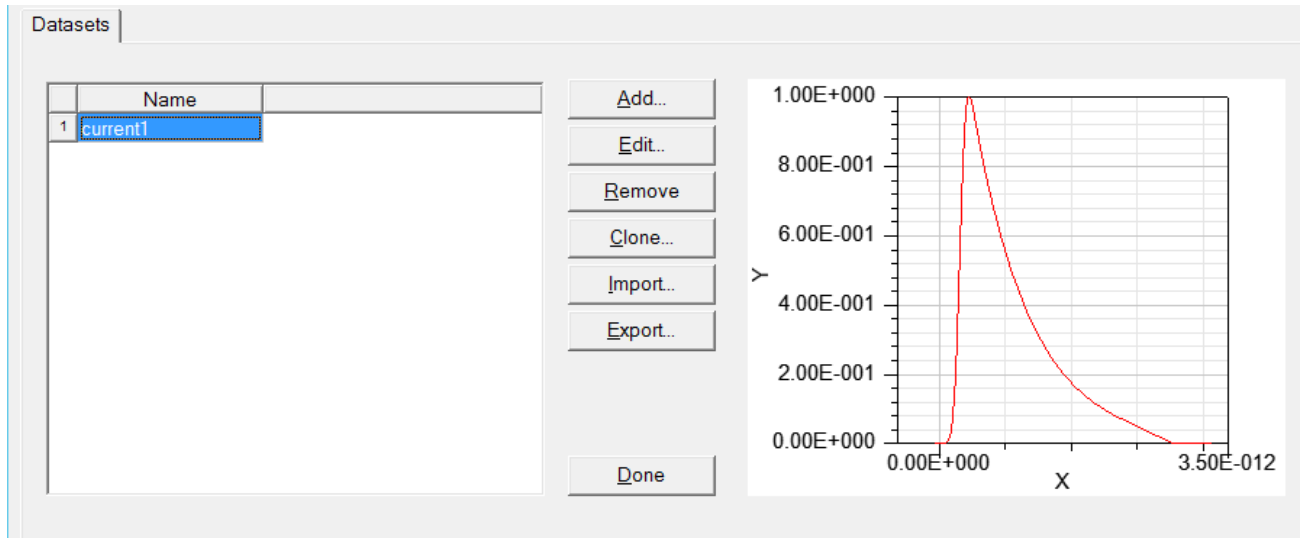 Datasets
Name
1 current1
Add...
Edit...
Remove
Clone...
Import...
Export...
Done
1.00E+000
8.00E-001
6.00E-001
Y
4.00E-001
2.00E-001
0.00E+000
0.00E+000 3.50E-012
X